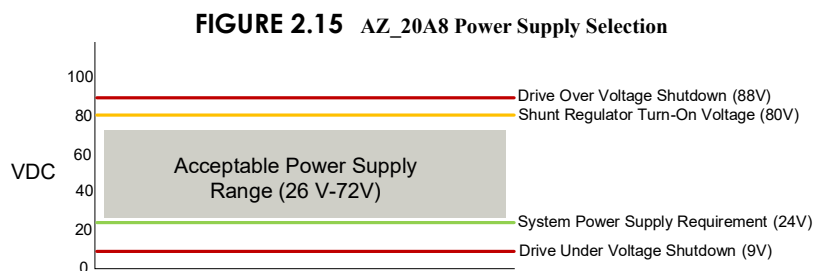 FIGURE 2.15 AZ_20A8 Power Supply Selection
100
80
60
40
20
0
VDC
Drive Over Voltage Shutdown (88V)
Shunt Regulator Turn-On Voltage (80V)
Acceptable Power Supply
Range (26 V-72V)
System Power Supply Requirement (24V)
Drive Under Voltage Shutdown (9V)